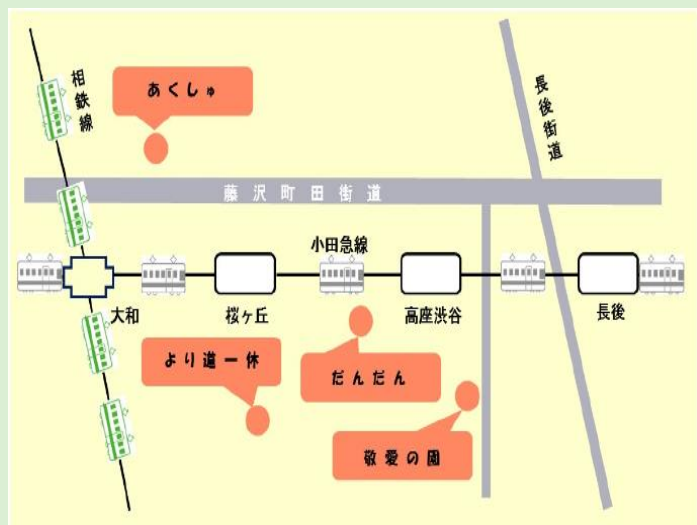 相鉄線
あくしゅ
長後街道
藤沢町田街道
小田急線
大和
桜ヶ丘
高座渋谷
長後
より道一休
だんだん
敬愛の園